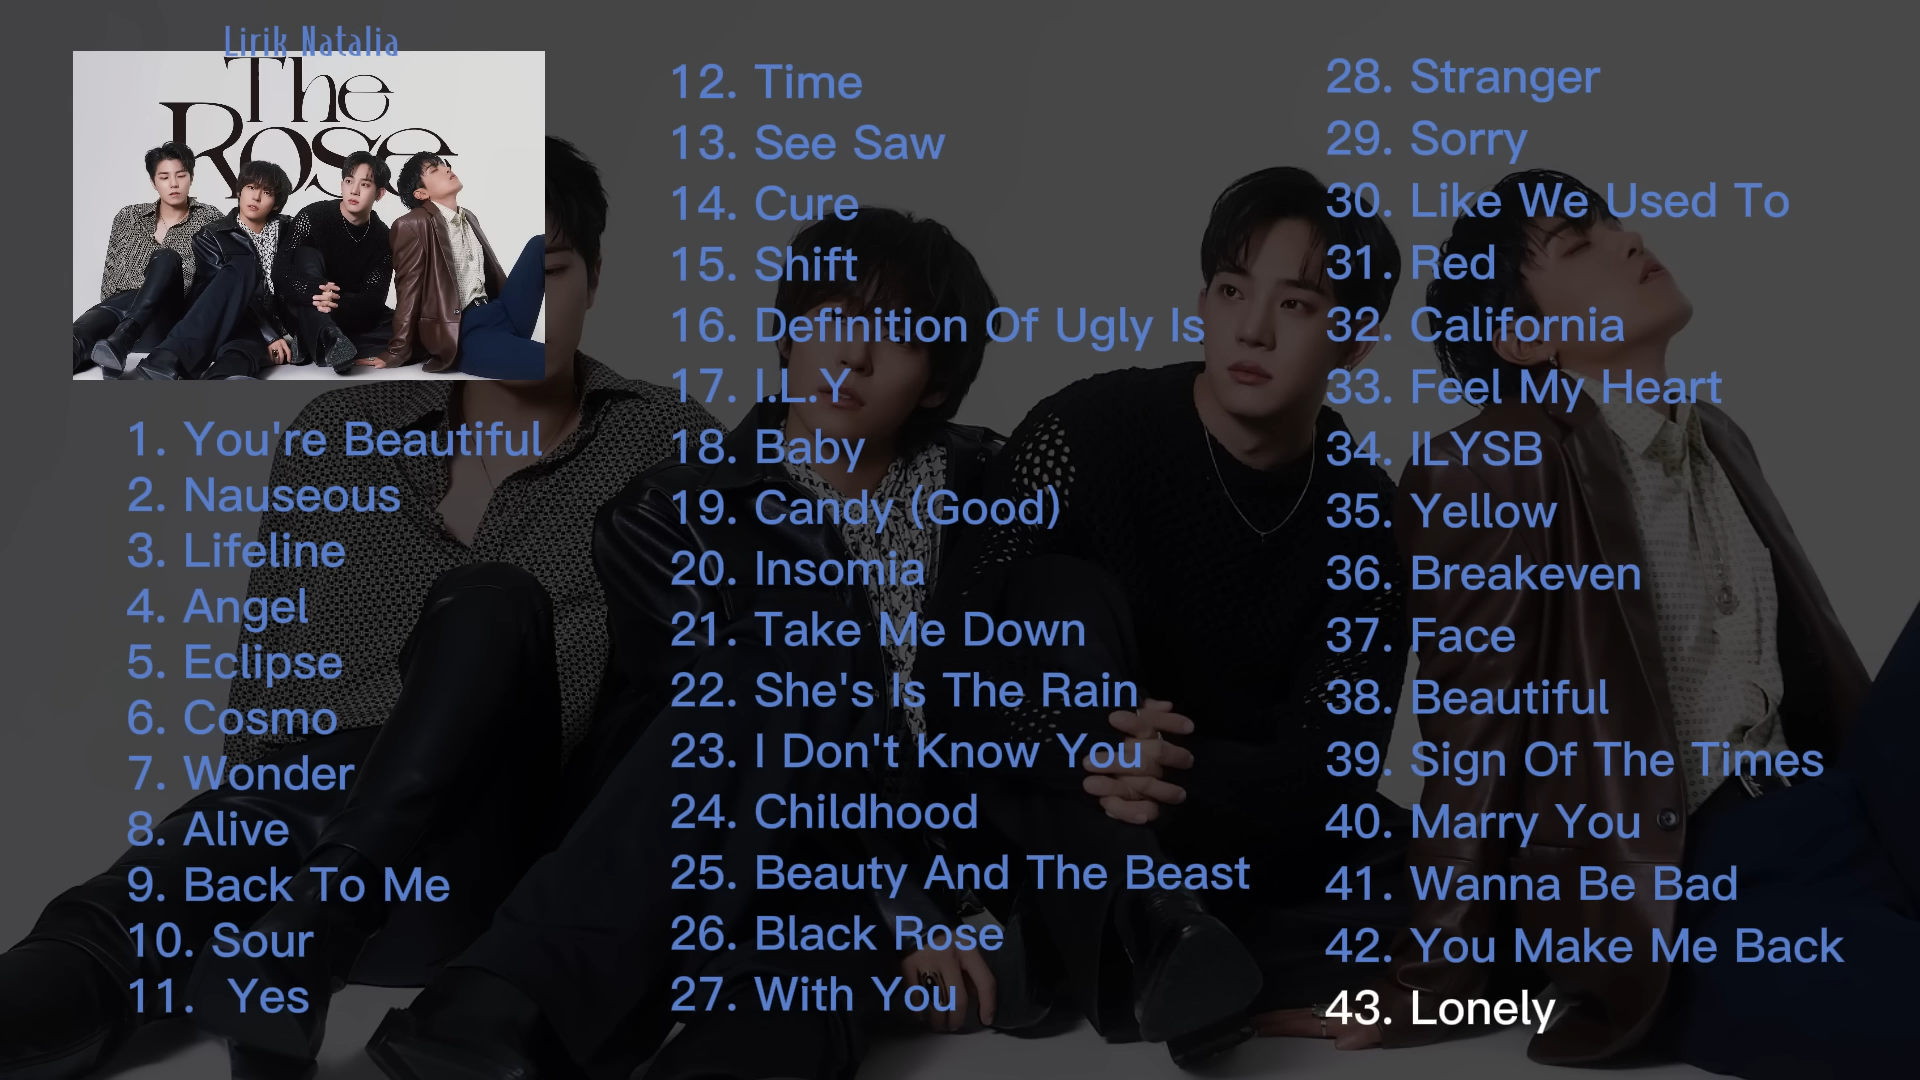 Lirik Natalia
The
Rose
1. You're Beautiful
2. Nauseous
3. Lifeline
4. Angel
5. Eclipse
6. Cosmo
7. Wonder
8. Alive
9. Back To Me
10. Sour
11. Yes
12. Time
13. See Saw
14. Cure
15. Shift
16. Definition Of Ugly Is
17. I.L.Y
18. Baby
19. Candy (Good)
20. Insomia
21. Take Me Down
22. She's Is The Rain
23. I Don't Know You
24. Childhood
25. Beauty And The Beast
26. Black Rose
27. With You
28. Stranger
29. Sorry
30. Like We Used To
31. Red
32. California
33. Feel My Heart
34. ILYSB
35. Yellow
36. Breakeven
37. Face
38. Beautiful
39. Sign Of The Times
40. Marry You
41. Wanna Be Bad
42. You Make Me Back
43. Lonely